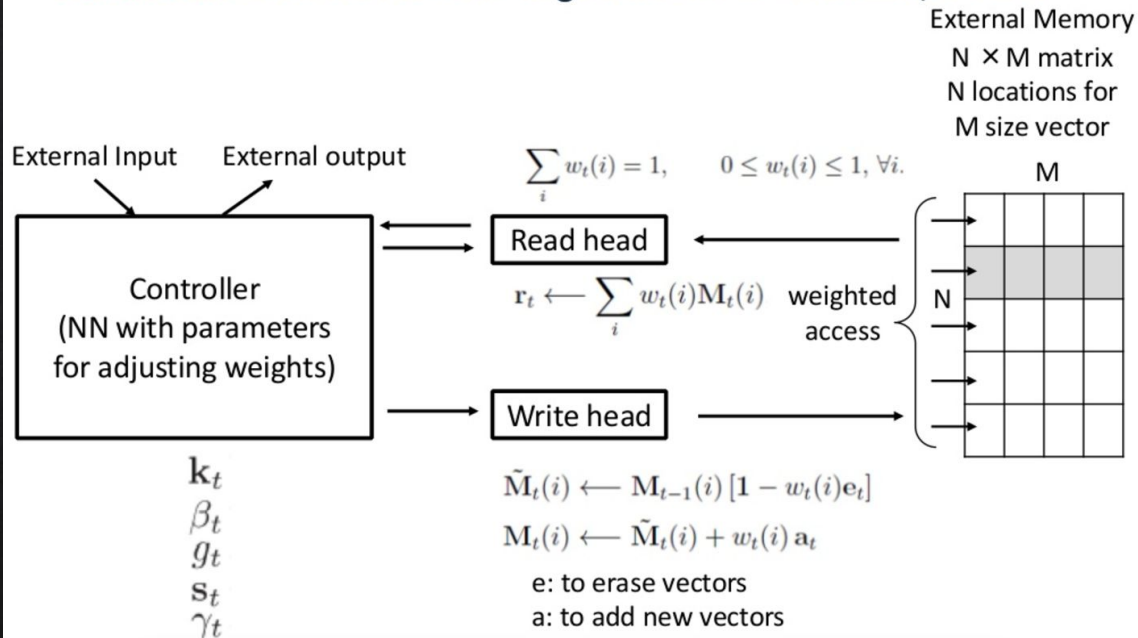 External Memory
N × M matrix
N locations for
M size vector
External Input
External output
∑_i w_t(i) = 1, 0 ≤ w_t(i) ≤ 1, ∀i.
M
Read head
Controller
(NN with parameters
for adjusting weights)
r_t ⟵ ∑_i w_t(i)M_t(i)
weighted
access
N
Write head
k_t
β_t
g_t
s_t
γ_t
M̃_t(i) ⟵ M_{t−1}(i) [1 − w_t(i)e_t]
M_t(i) ⟵ M̃_t(i) + w_t(i) a_t
e: to erase vectors
a: to add new vectors